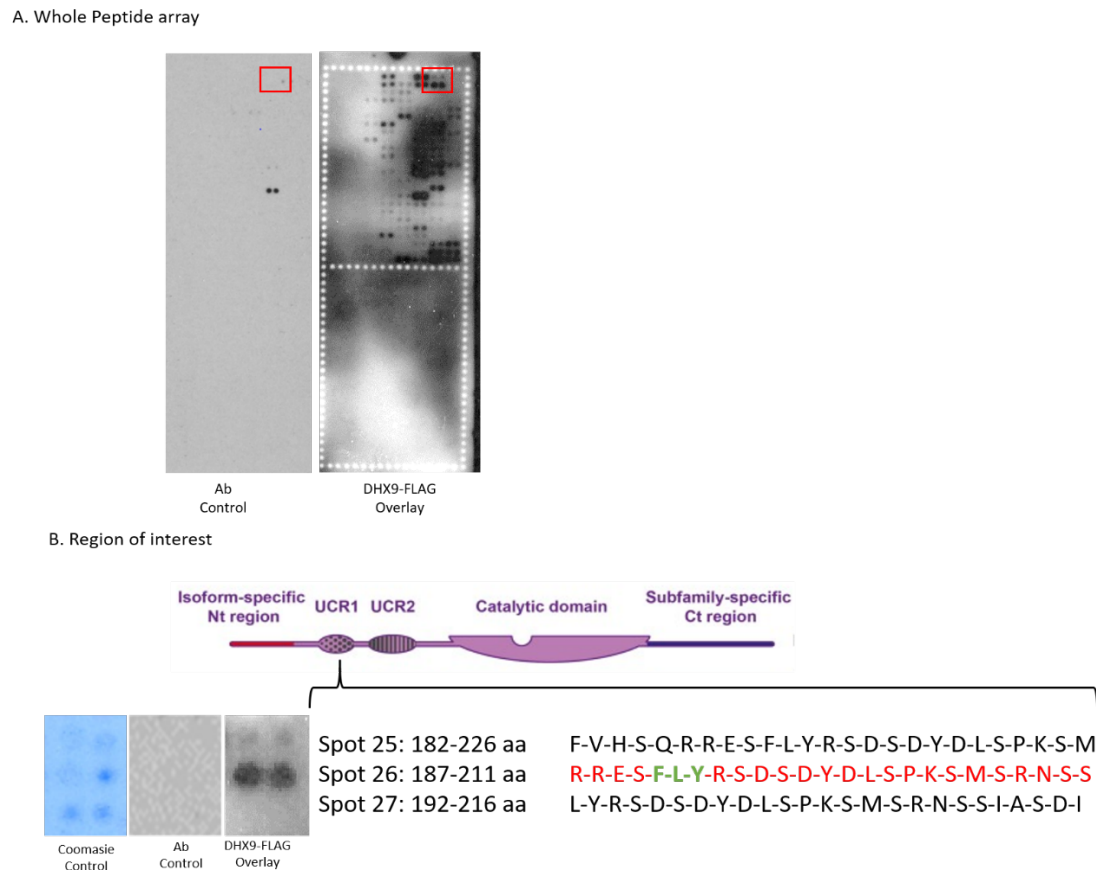 A. Whole Peptide array
Ab
Control
DHX9-FLAG
Overlay
B. Region of interest
Isoform-specific
Nt region
UCR1
UCR2
Catalytic domain
Subfamily-specific
Ct region
Coomasie
Control
Ab
Control
DHX9-FLAG
Overlay
Spot 25: 182-226 aa F-V-H-S-Q-R-R-E-S-F-L-Y-R-S-D-S-D-Y-D-L-S-P-K-S-M
Spot 26: 187-211 aa R-R-E-S-F-L-Y-R-S-D-S-D-Y-D-L-S-P-K-S-M-S-R-N-S-S
Spot 27: 192-216 aa L-Y-R-S-D-S-D-Y-D-L-S-P-K-S-M-S-R-N-S-S-I-A-S-D-I